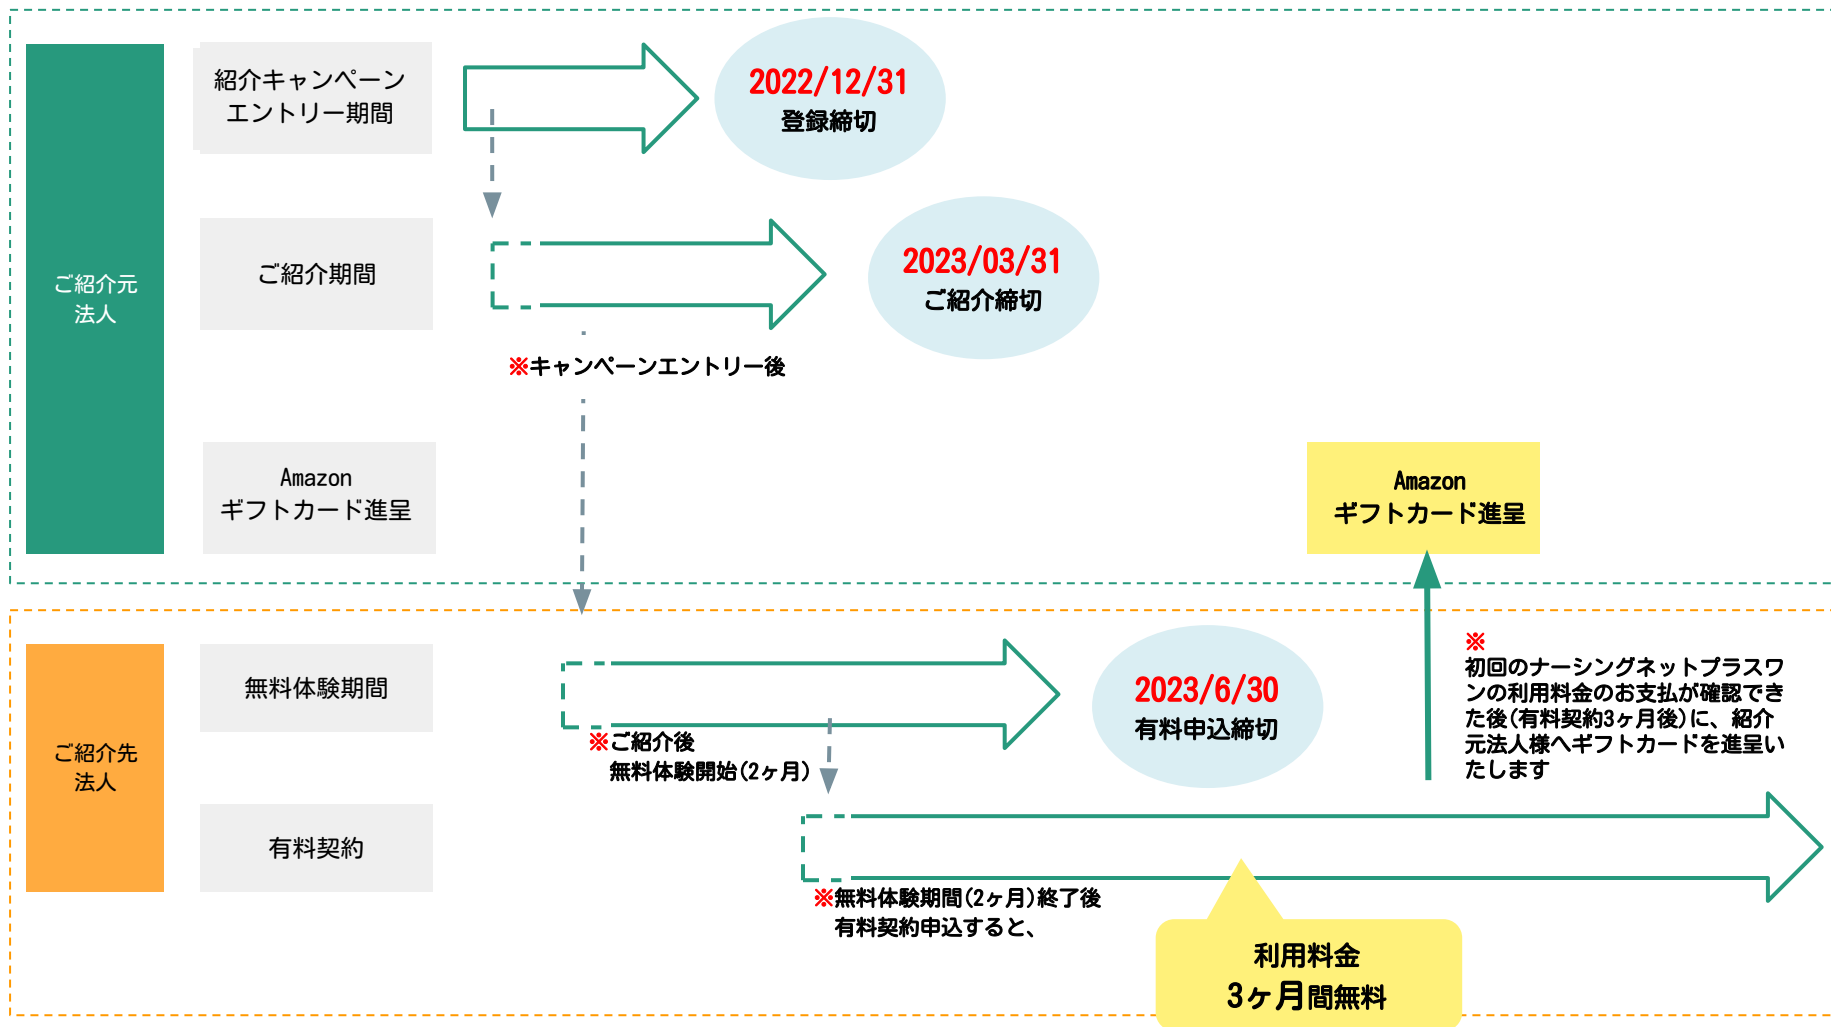 ご紹介元
法人
紹介キャンペーン
エントリー期間
2022/12/31
登録締切
ご紹介期間
2023/03/31
ご紹介締切
※キャンペーンエントリー後
Amazon
ギフトカード進呈
Amazon
ギフトカード進呈
ご紹介先
法人
無料体験期間
※ご紹介後
無料体験開始(2ヶ月)
2023/6/30
有料申込締切
※
初回のナーシングネットプラスワ
ンの利用料金のお支払が確認でき
た後(有料契約3ヶ月後)に、紹介
元法人様へギフトカードを進呈い
たします
有料契約
※無料体験期間(2ヶ月)終了後
有料契約申込すると、
利用料金
3ヶ月間無料